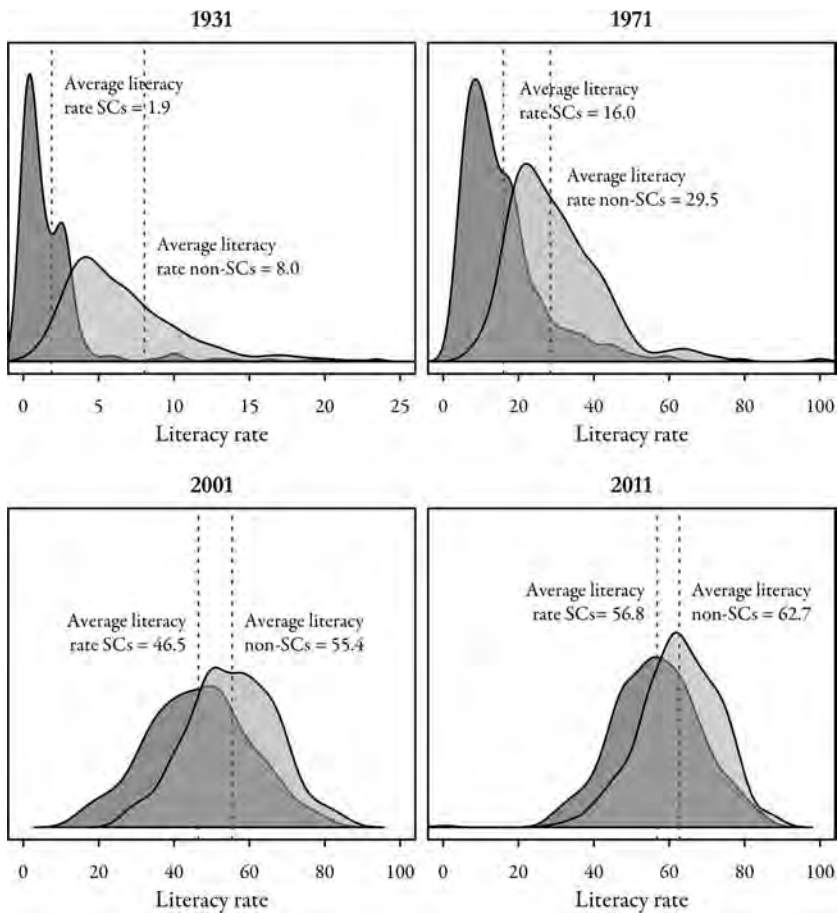 1931
Average literacy
rate SCs = 1.9
Average literacy
rate non-SCs = 8.0
0 5 10 15 20 25
Literacy rate
1971
Average literacy
rate SCs = 16.0
Average literacy
rate non-SCs = 29.5
0 20 40 60 80 100
Literacy rate
2001
Average literacy
rate SCs = 46.5
Average literacy
non-SCs = 55.4
0 20 40 60 80 100
Literacy rate
2011
Average literacy
rate SCs= 56.8
Average literacy
non-SCs = 62.7
0 20 40 60 80 100
Literacy rate